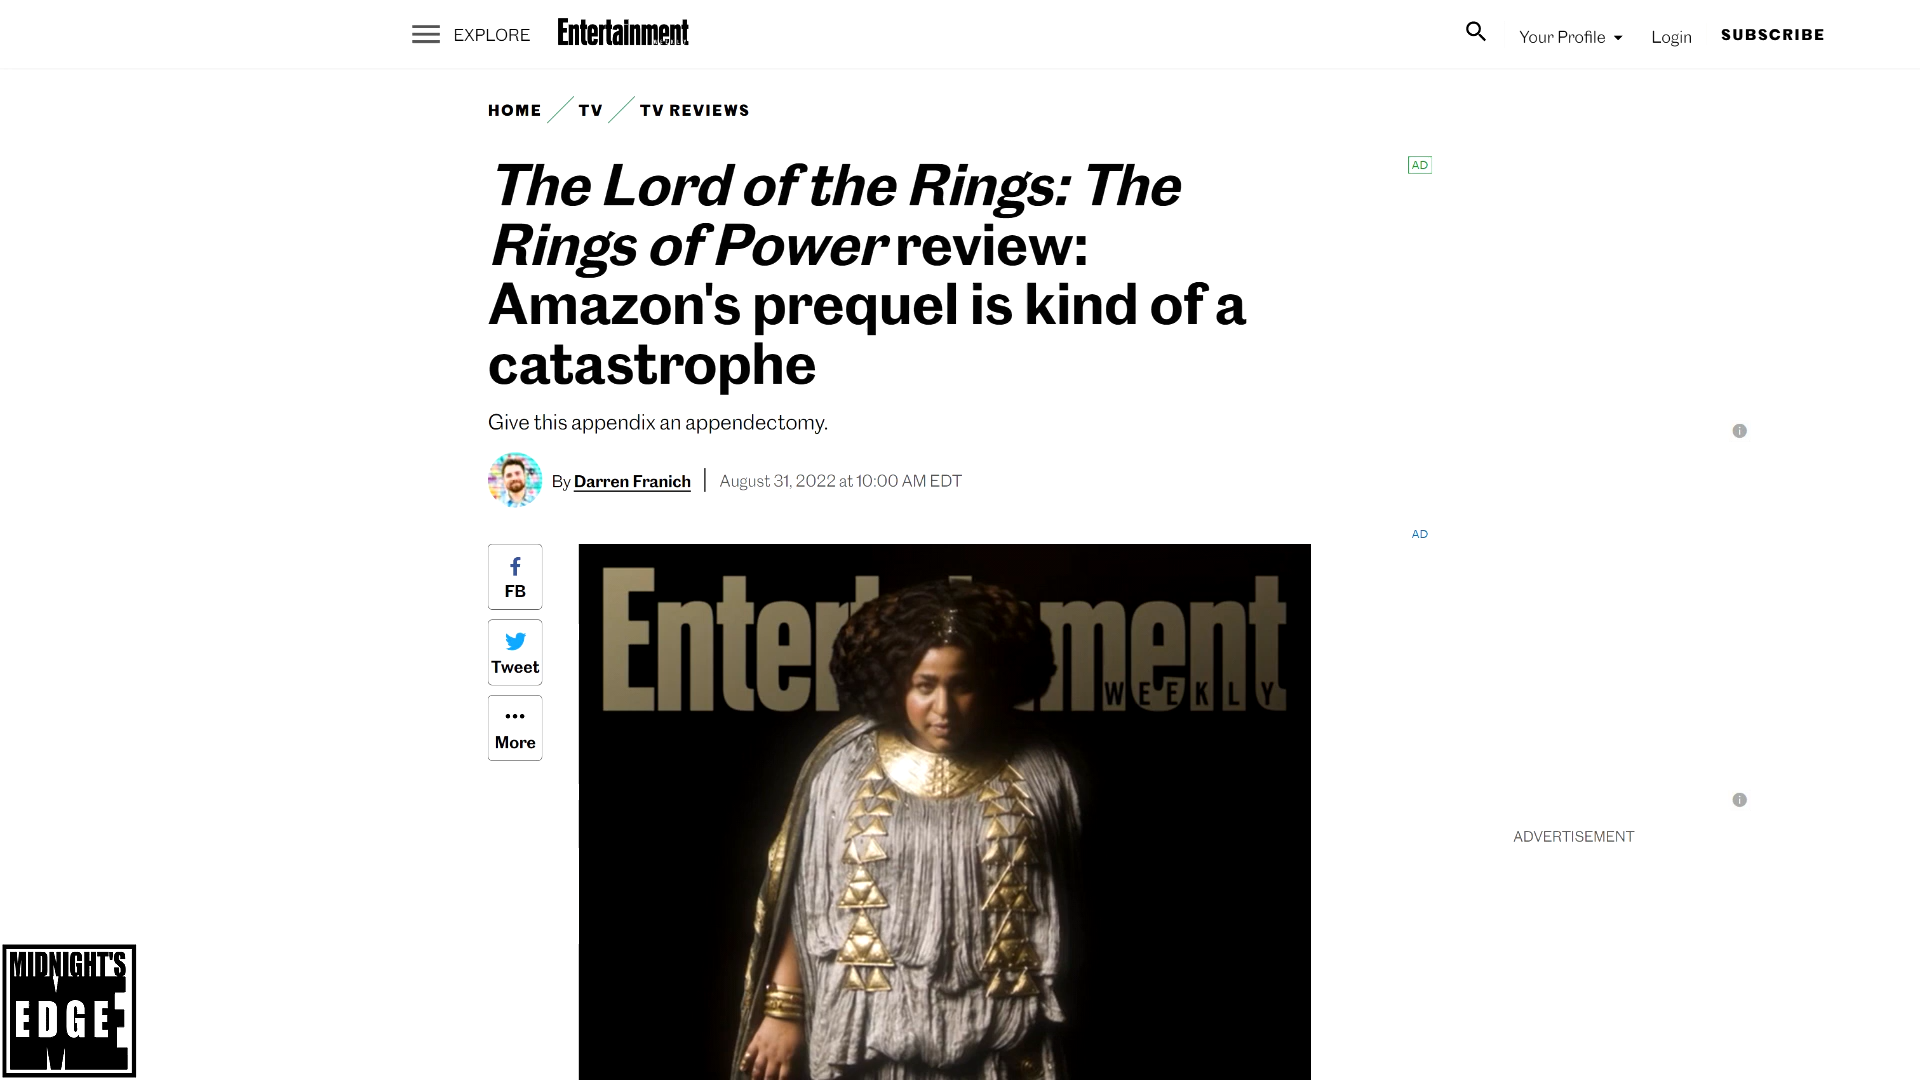 EXPLORE
Entertainment
Your Profile
Login
SUBSCRIBE
HOME
TV
TV REVIEWS
The Lord of the Rings: The
Rings of Power review:
Amazon's prequel is kind of a
catastrophe
Give this appendix an appendectomy.
By Darren Franich
August 31, 2022 at 10:00 AM EDT
AD
AD
FB
Tweet
More
Entertainment
WEEKLY
ADVERTISEMENT
MIDNIGHT'S
EDGE